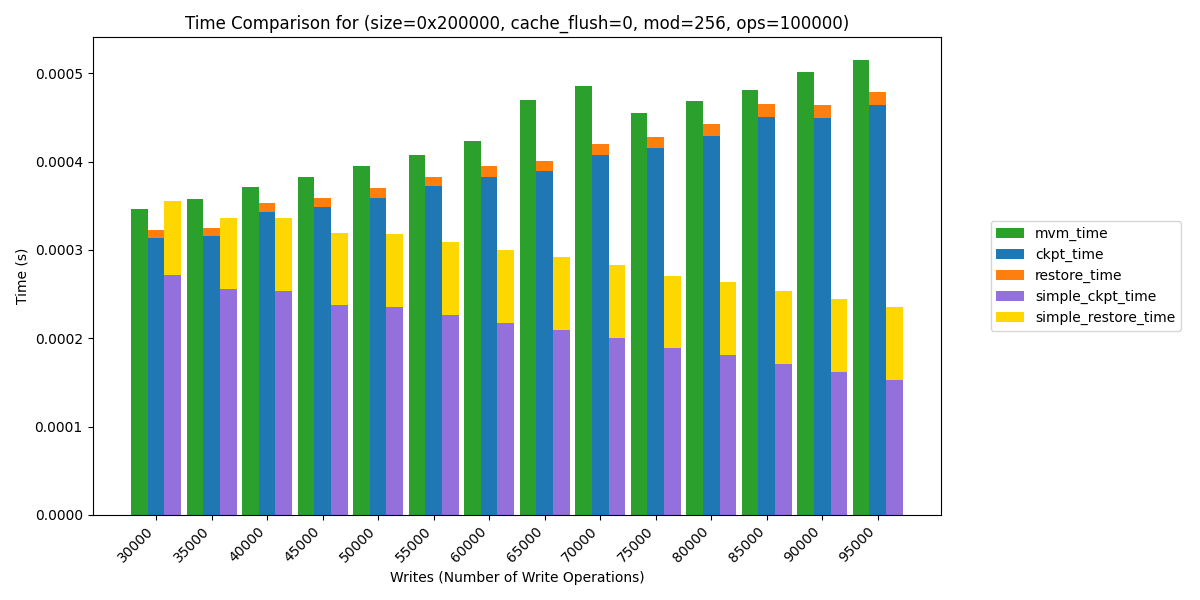 Time Comparison for (size=0x200000, cache_flush=0, mod=256, ops=100000)
Time (s)
0.0005
0.0004
0.0003
0.0002
0.0001
0.0000
30000
35000
40000
45000
50000
55000
60000
65000
70000
75000
80000
85000
90000
95000
Writes (Number of Write Operations)
mvm_time
ckpt_time
restore_time
simple_ckpt_time
simple_restore_time